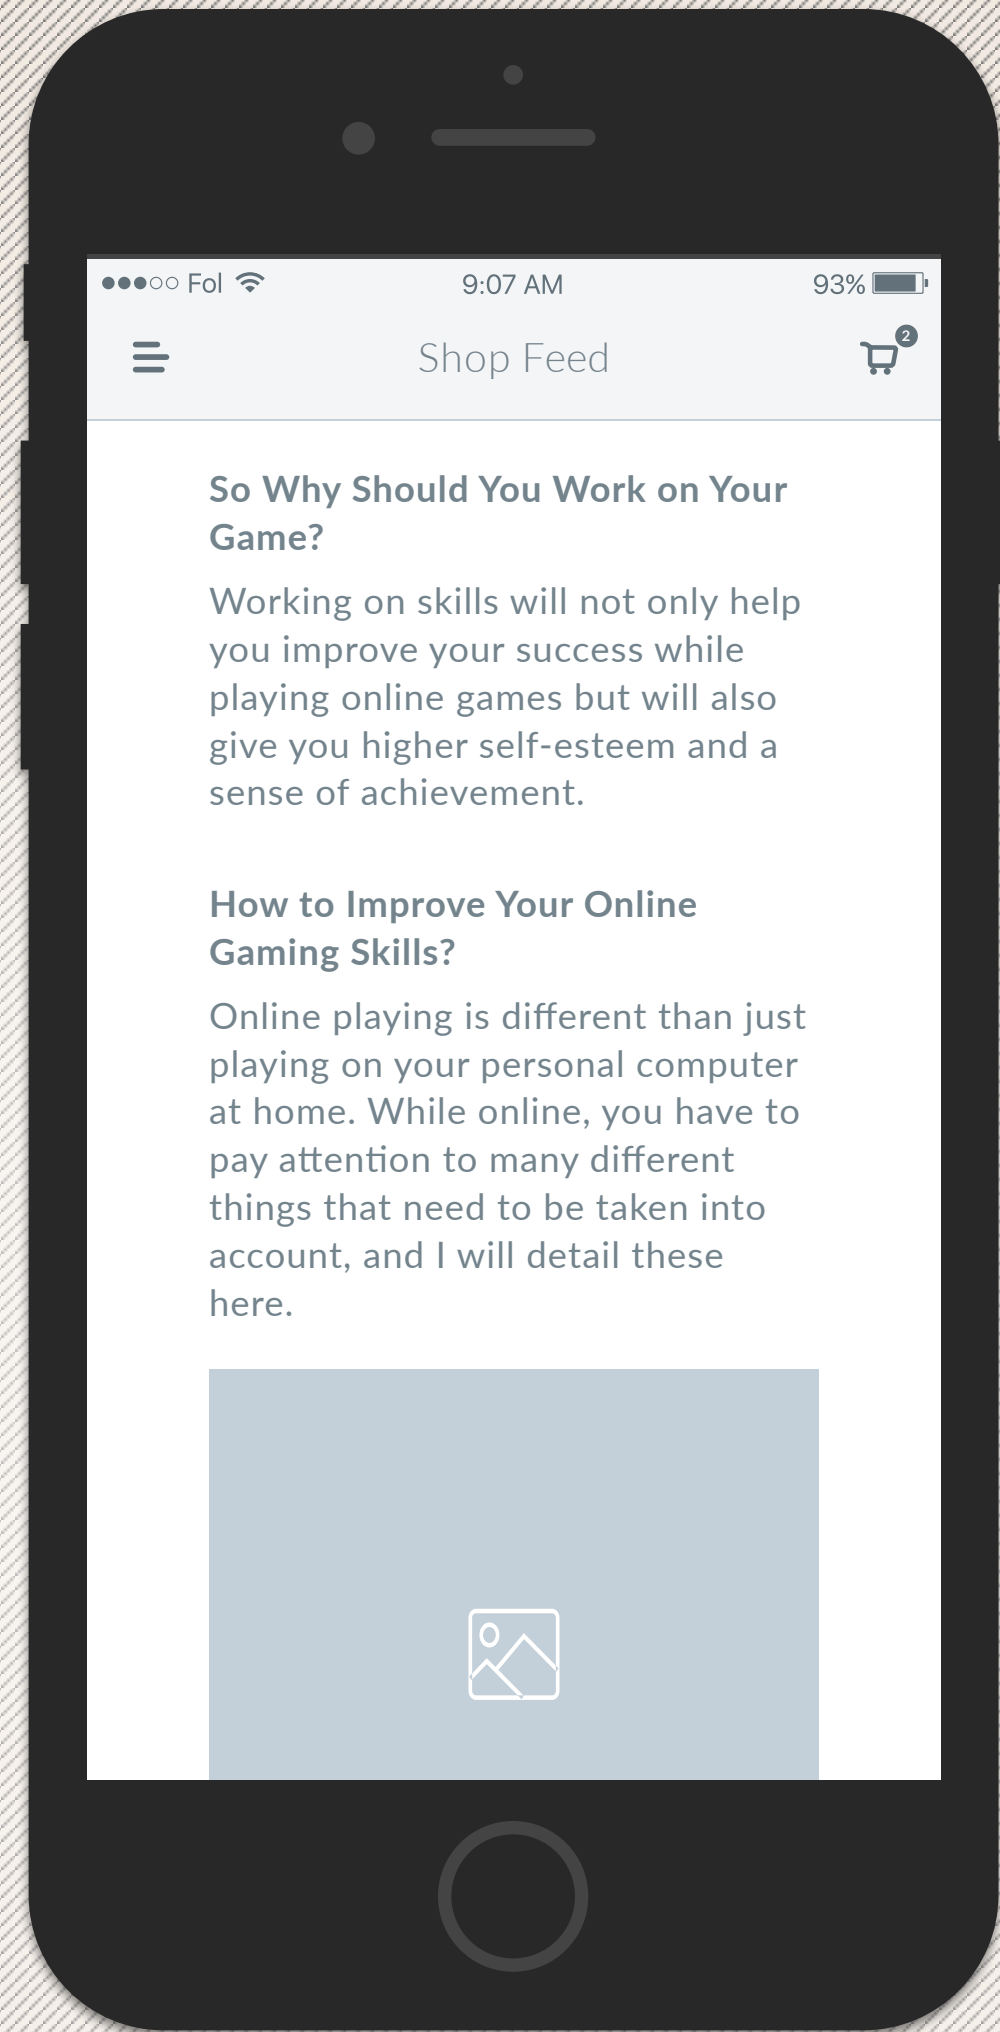 Fol
9:07 AM
93%
Shop Feed
2
So Why Should You Work on Your
Game?
Working on skills will not only help
you improve your success while
playing online games but will also
give you higher self-esteem and a
sense of achievement.
How to Improve Your Online
Gaming Skills?
Online playing is different than just
playing on your personal computer
at home. While online, you have to
pay attention to many different
things that need to be taken into
account, and I will detail these
here.